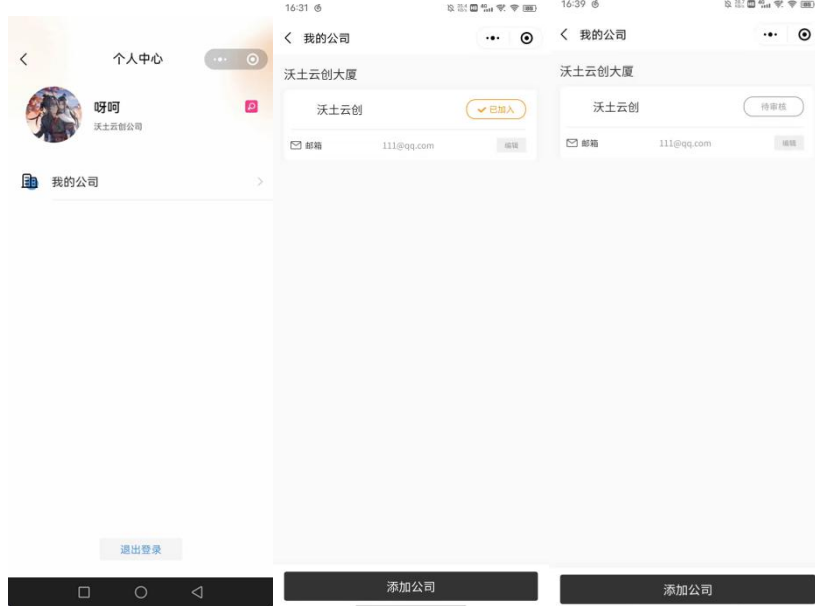 个人中心
呀呵
沃土云创公司
我的公司
退出登录
16:31
我的公司
沃土云创大厦
沃土云创
已加入
邮箱
111@qq.com
编辑
添加公司
16:39
我的公司
沃土云创大厦
沃土云创
待审核
邮箱
111@qq.com
编辑
添加公司